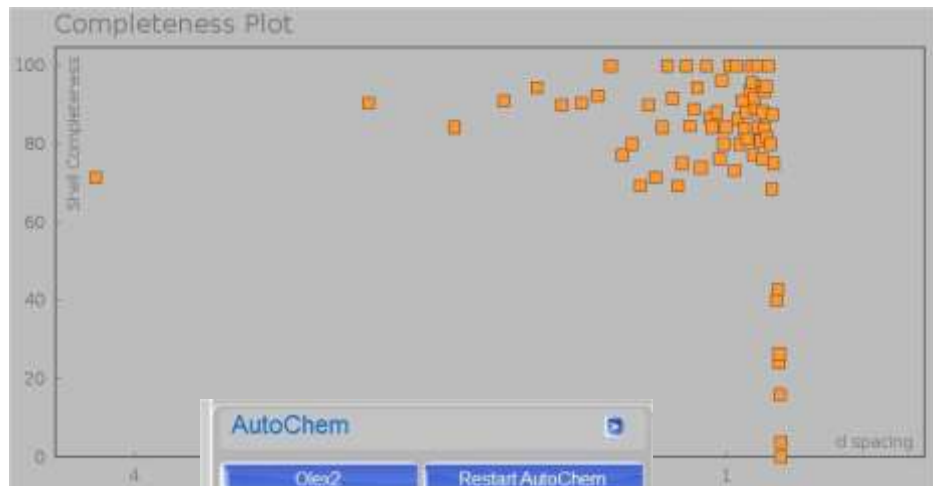 Completeness Plot
100
Shell Completeness
80
60
40
20
0
d spacing
4
1
AutoChem
Olex2
Restart AutoChem